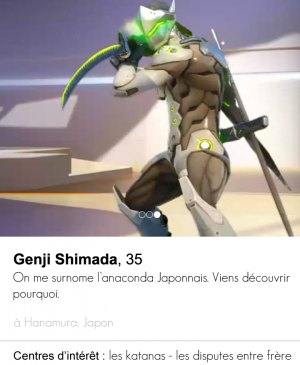 Genji Shimada, 35
On me surnome l'anaconda Japonnais. Viens découvrir
pourquoi.
à Hanamura, Japon
Centres d'intérêt : les katanas - les disputes entre frère